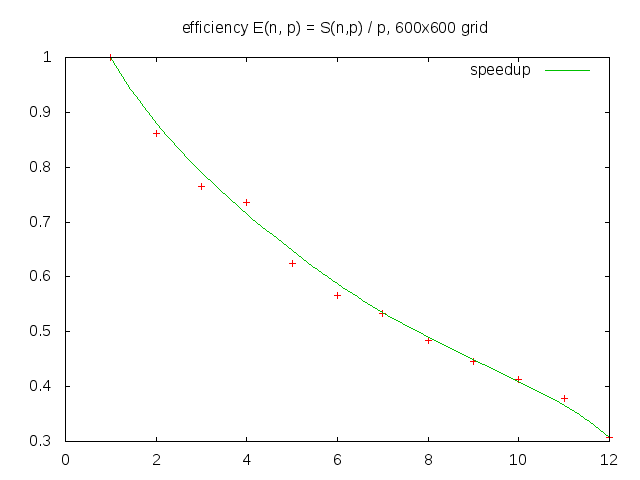 efficiency E(n, p) = S(n,p) / p, 600x600 grid
speedup
1
0.9
0.8
0.7
0.6
0.5
0.4
0.3
0 2 4 6 8 10 12